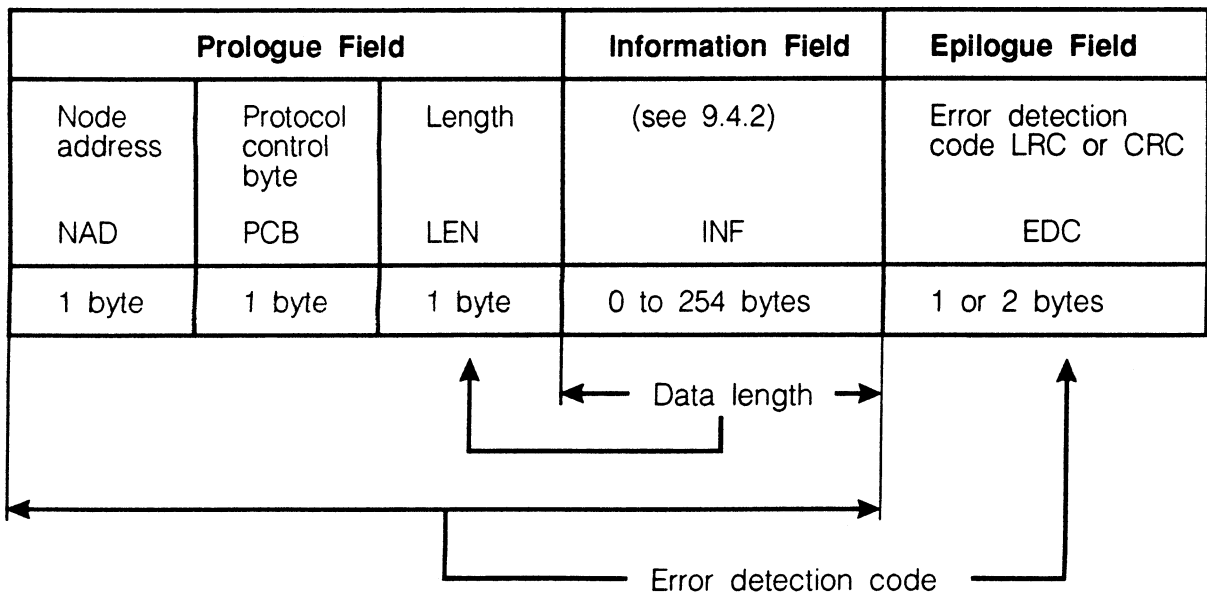 Prologue Field Information Field Epilogue Field
Node address
Protocol control byte
Length
(see 9.4.2)
Error detection code LRC or CRC
NAD PCB LEN INF EDC
1 byte 1 byte 1 byte 0 to 254 bytes 1 or 2 bytes
Data length
Error detection code